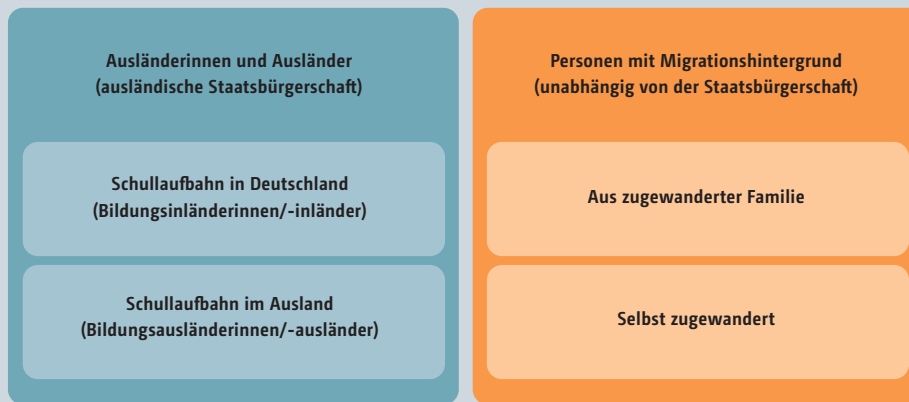 Ausländerinnen und Ausländer
(ausländische Staatsbürgerschaft)
Schullaufbahn in Deutschland
(Bildungsinländerinnen/-inländer)
Schullaufbahn im Ausland
(Bildungsausländerinnen/-ausländer)
Personen mit Migrationshintergrund
(unabhängig von der Staatsbürgerschaft)
Aus zugewanderter Familie
Selbst zugewandert